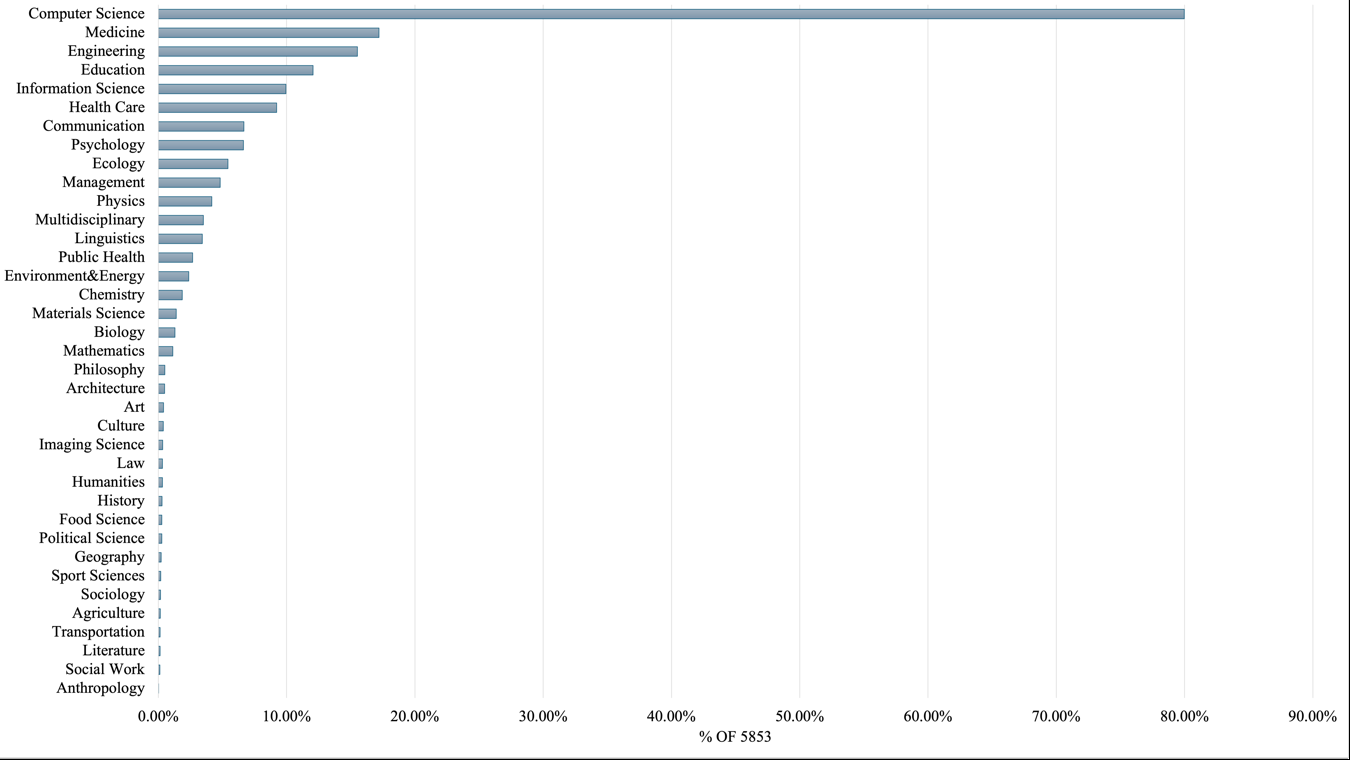 Computer Science
Medicine
Engineering
Education
Information Science
Health Care
Communication
Psychology
Ecology
Management
Physics
Multidisciplinary
Linguistics
Public Health
Environment&Energy
Chemistry
Materials Science
Biology
Mathematics
Philosophy
Architecture
Art
Culture
Imaging Science
Law
Humanities
History
Food Science
Political Science
Geography
Sport Sciences
Sociology
Agriculture
Transportation
Literature
Social Work
Anthropology
0.00% 10.00% 20.00% 30.00% 40.00% 50.00% 60.00% 70.00% 80.00% 90.00%
% OF 5853